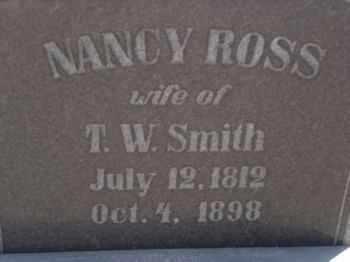 NANCY ROSS
wife of
T. W. Smith
July 12, 1812
Oct. 4, 1898